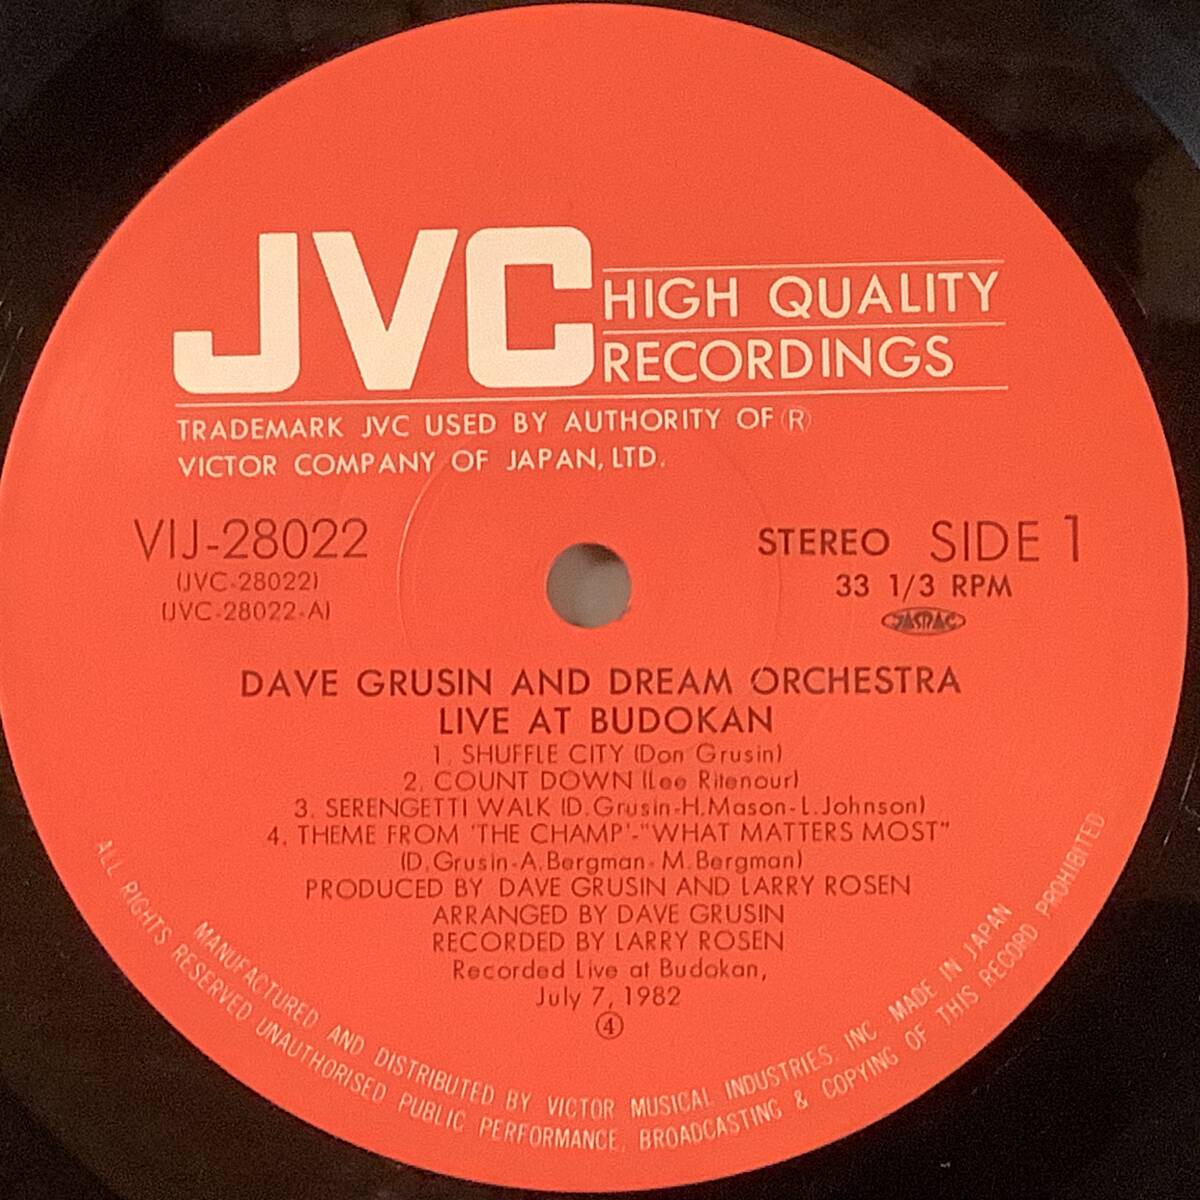 JVC HIGH QUALITY
RECORDINGS
TRADEMARK JVC USED BY AUTHORITY OF Ⓡ
VICTOR COMPANY OF JAPAN, LTD.
VIJ-28022
(JVC-28022)
(JVC-28022-A)
STEREO SIDE 1
33 1/3 RPM
JASRAC
DAVE GRUSIN AND DREAM ORCHESTRA
LIVE AT BUDOKAN
1. SHUFFLE CITY (Don Grusin)
2. COUNT DOWN (Lee Ritenour)
3. SERENGETTI WALK (D.Grusin-H.Mason-L.Johnson)
4. THEME FROM 'THE CHAMP'-"WHAT MATTERS MOST"
(D.Grusin-A.Bergman-M.Bergman)
PRODUCED BY DAVE GRUSIN AND LARRY ROSEN
ARRANGED BY DAVE GRUSIN
RECORDED BY LARRY ROSEN
Recorded Live at Budokan,
July 7, 1982
④
MANUFACTURED AND DISTRIBUTED BY VICTOR MUSICAL INDUSTRIES, INC. MADE IN JAPAN
ALL RIGHTS RESERVED UNAUTHORISED PUBLIC PERFORMANCE, BROADCASTING & COPYING OF THIS RECORD PROHIBITED